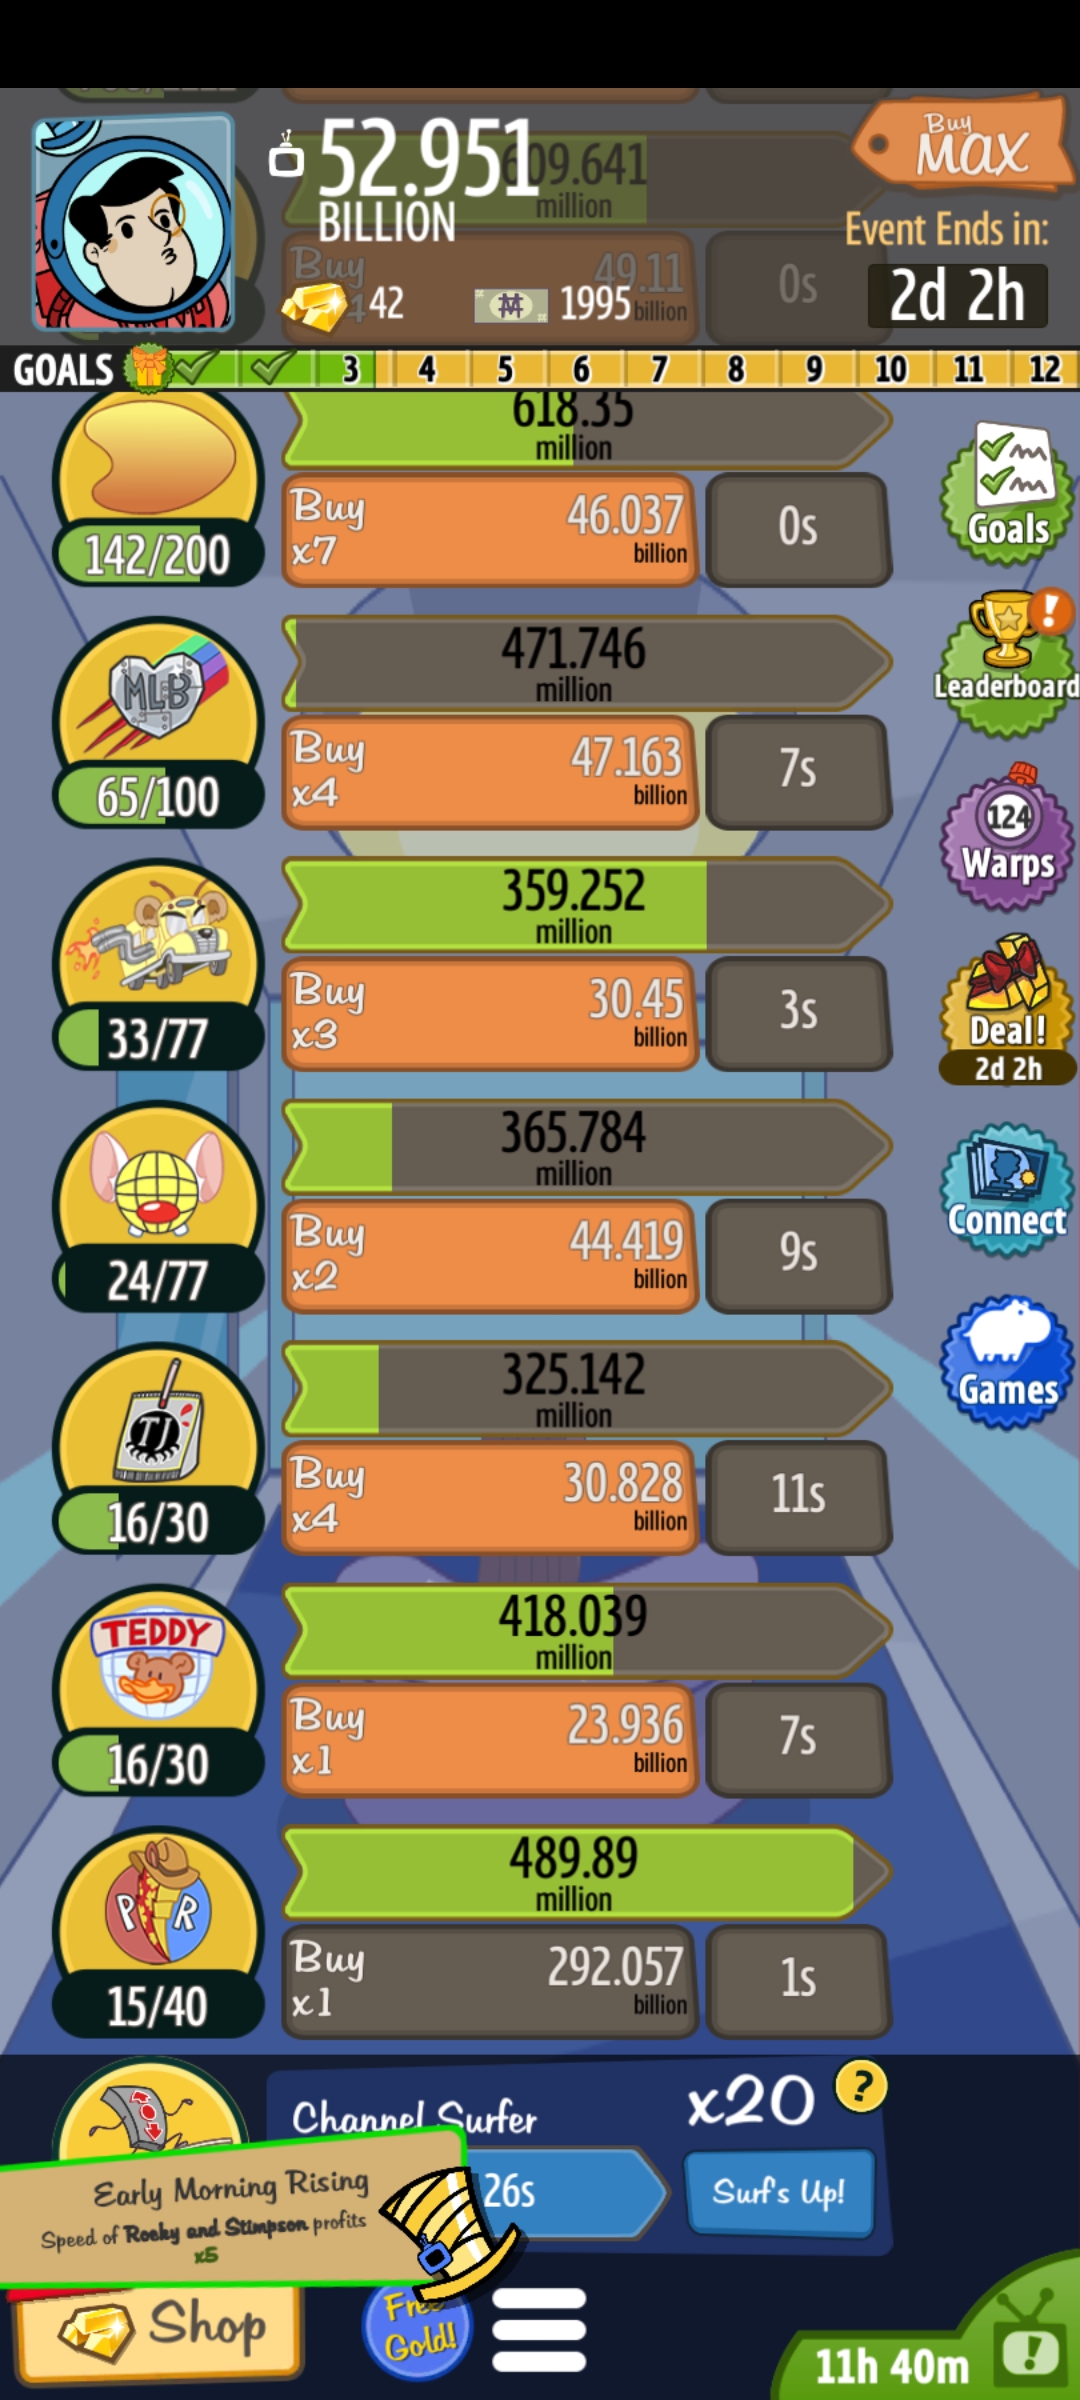 52.951
BILLION
609.641
million
Buy
MAX
Event Ends in:
2d 2h
Buy
49.11
billion
0s
42
1995
GOALS 3 4 5 6 7 8 9 10 11 12
618.35
million
142/200
Buy
x7
46.037
billion
0s
Goals
MLB
65/100
471.746
million
Buy
x4
47.163
billion
7s
!
Leaderboard
124
Warps
33/77
359.252
million
Buy
x3
30.45
billion
3s
Deal!
2d 2h
24/77
365.784
million
Buy
x2
44.419
billion
9s
Connect
Games
TJ
16/30
325.142
million
Buy
x4
30.828
billion
11s
TEDDY
16/30
418.039
million
Buy
x1
23.936
billion
7s
P R
15/40
489.89
million
Buy
x1
292.057
billion
1s
Channel Surfer
x20
?
26s
Surf's Up!
Early Morning Rising
Speed of Rocky and Stimpson profits
x5
Shop
Free
Gold!
11h 40m
!